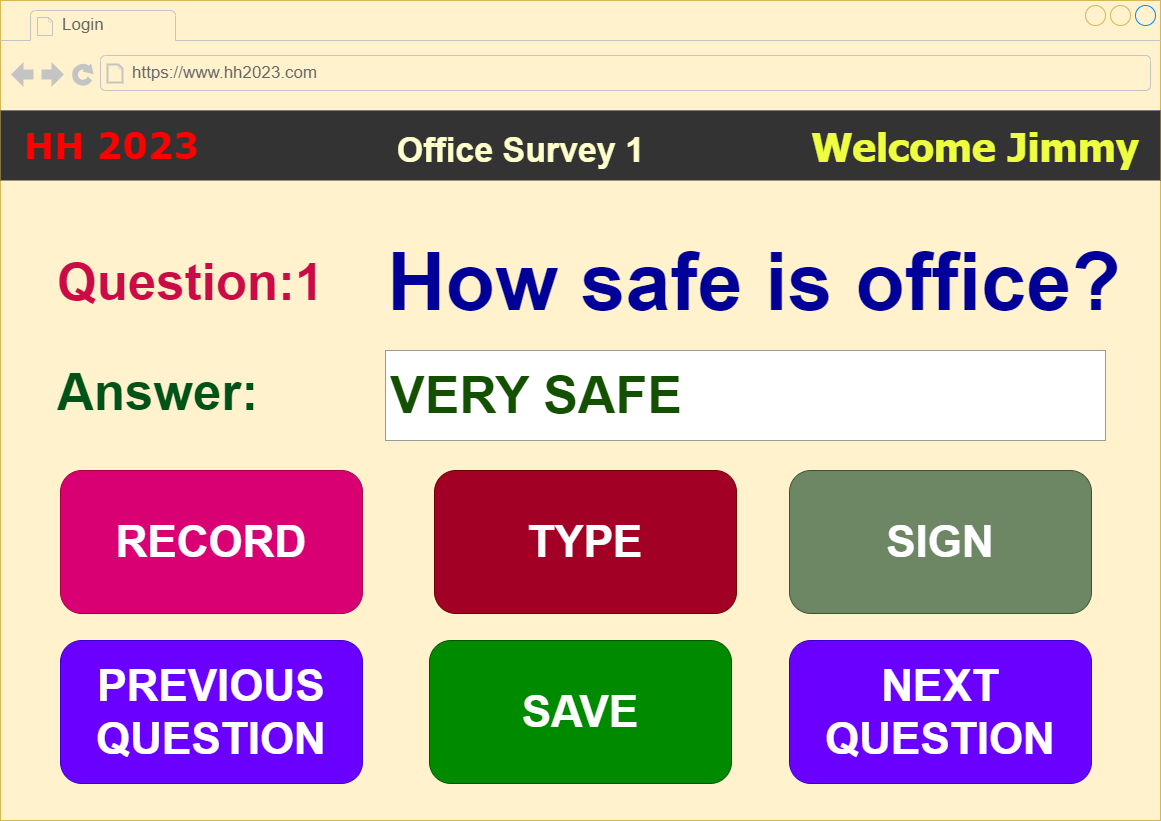 Login
https://www.hh2023.com
HH 2023 Office Survey 1 Welcome Jimmy
Question:1 How safe is office?
Answer: VERY SAFE
RECORD TYPE SIGN
PREVIOUS QUESTION SAVE NEXT QUESTION